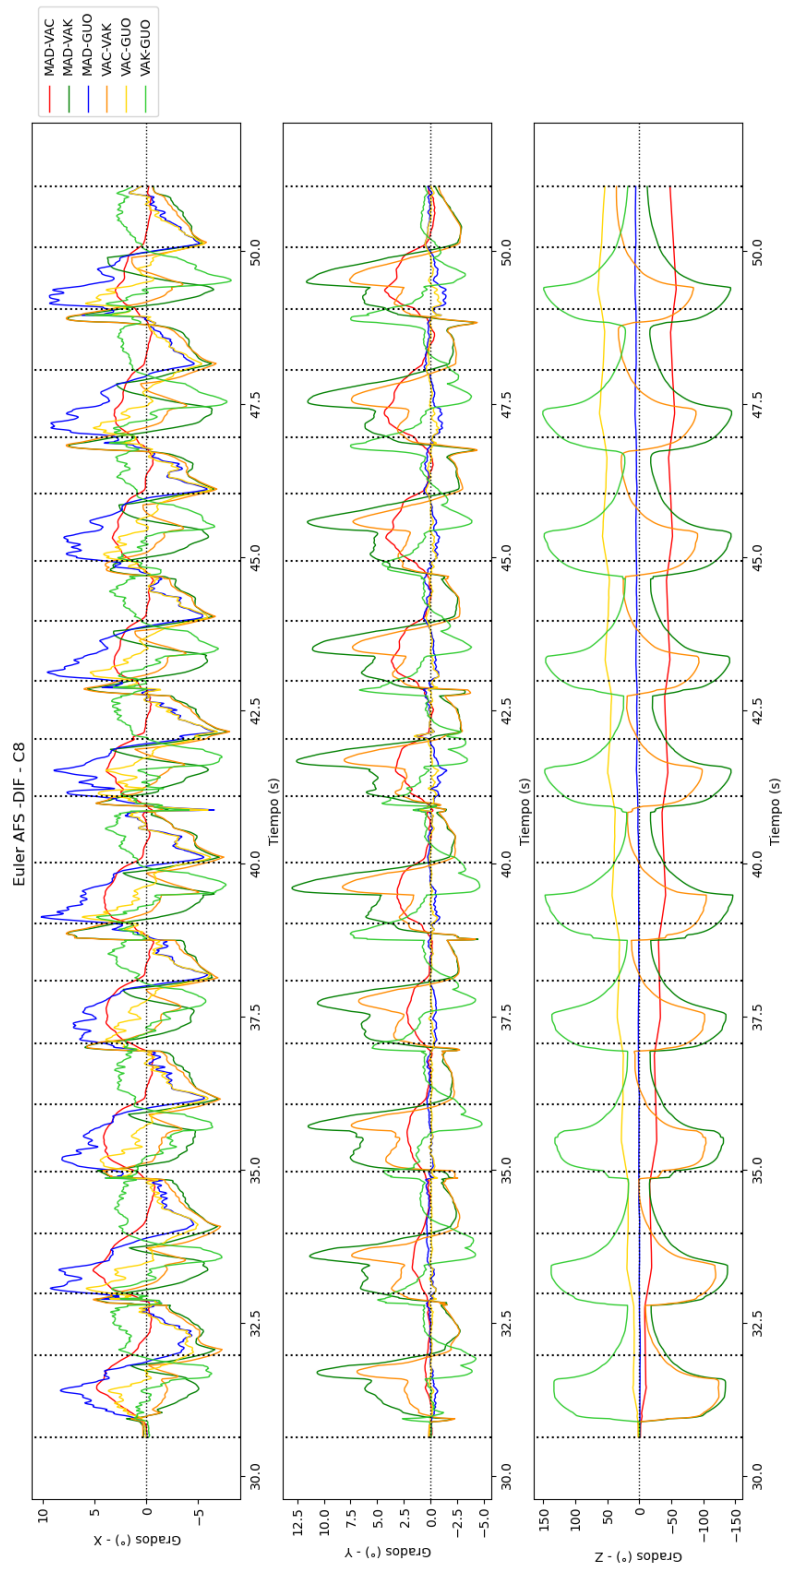 Euler AFS -DIF - C8
MAD-VAC
MAD-VAK
MAD-GUO
VAC-VAK
VAC-GUO
VAK-GUO
Grados (°) - X
10
5
0
−5
30.0 32.5 35.0 37.5 40.0 42.5 45.0 47.5 50.0
Tiempo (s)
Grados (°) - Y
12.5
10.0
7.5
5.0
2.5
0.0
−2.5
−5.0
30.0 32.5 35.0 37.5 40.0 42.5 45.0 47.5 50.0
Tiempo (s)
Grados (°) - Z
150
100
50
0
−50
−100
−150
30.0 32.5 35.0 37.5 40.0 42.5 45.0 47.5 50.0
Tiempo (s)